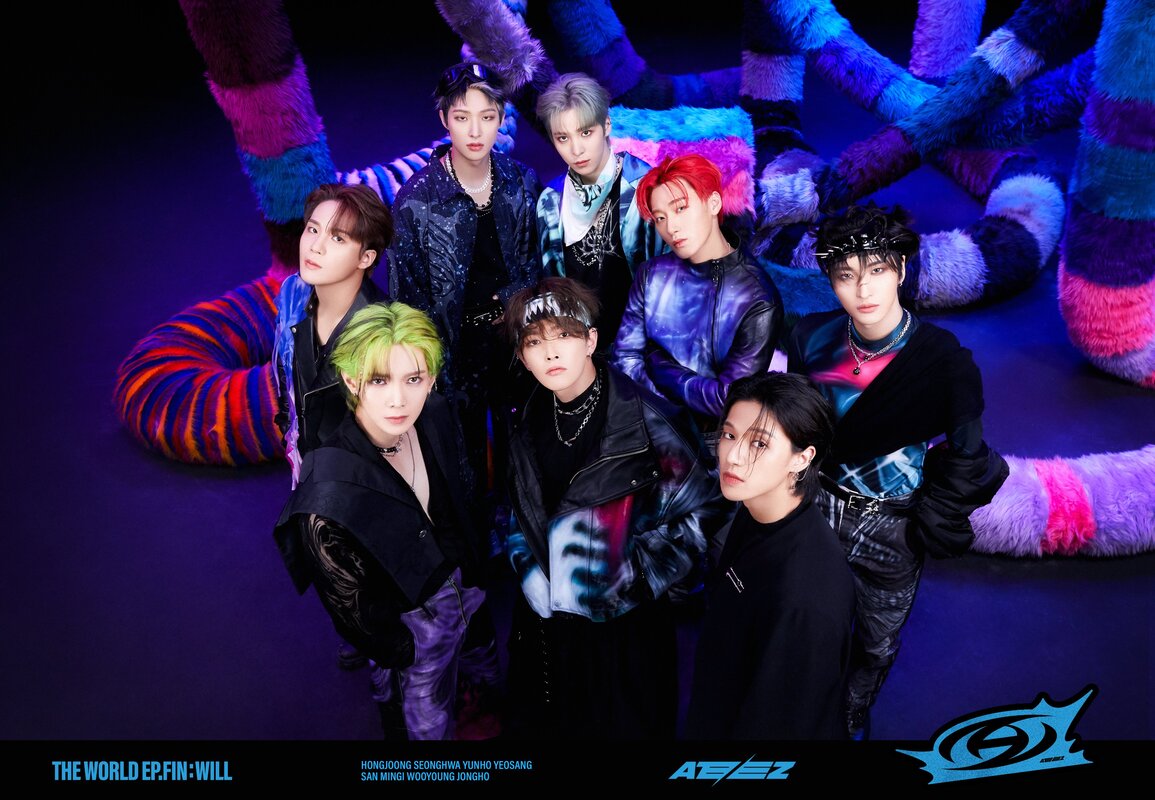 THE WORLD EP.FIN : WILL
HONGJOONG SEONGHWA YUNHO YEOSANG
SAN MINGI WOOYOUNG JONGHO
ATEEZ